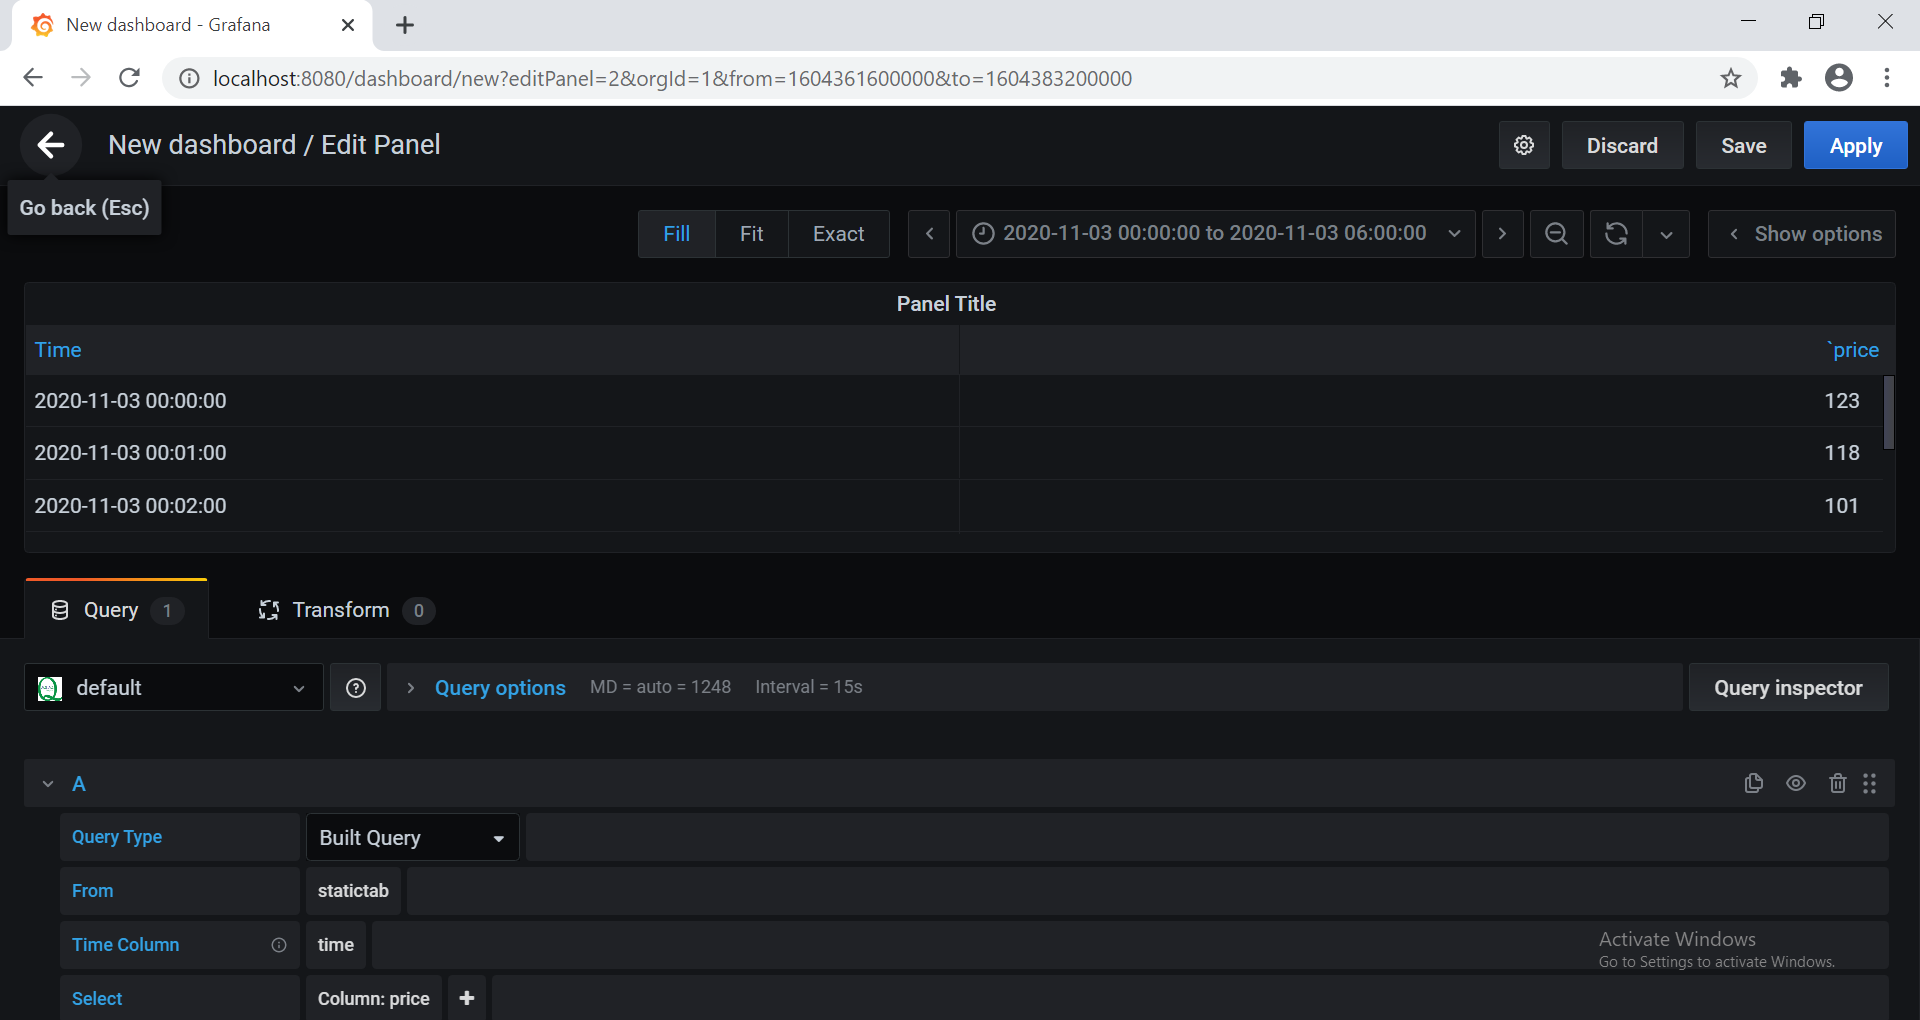 New dashboard - Grafana
localhost:8080/dashboard/new?editPanel=2&orgId=1&from=1604361600000&to=1604383200000
New dashboard / Edit Panel
Discard
Save
Apply
Go back (Esc)
Fill
Fit
Exact
2020-11-03 00:00:00 to 2020-11-03 06:00:00
Show options
Panel Title
Time
`price
2020-11-03 00:00:00
123
2020-11-03 00:01:00
118
2020-11-03 00:02:00
101
Query 1
Transform 0
default
Query options
MD = auto = 1248
Interval = 15s
Query inspector
A
Query Type
Built Query
From
statictab
Time Column
time
Activate Windows
Go to Settings to activate Windows.
Select
Column: price